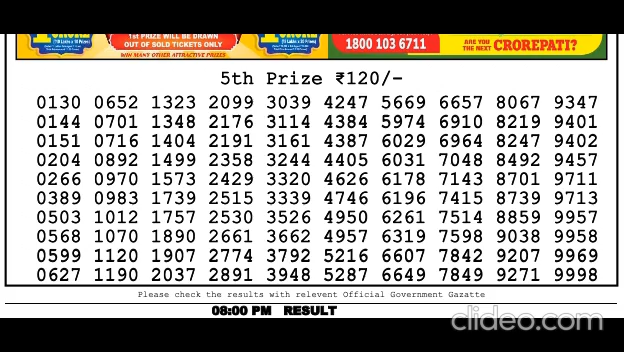 1st PRIZE WILL BE DRAWN
OUT OF SOLD TICKETS ONLY
WIN MANY OTHER ATTRACTIVE PRIZES
1800 103 6711
ARE YOU
THE NEXT CROREPATI?
5th Prize ₹120/-
0130 0652 1323 2099 3039 4247 5669 6657 8067 9347
0144 0701 1348 2176 3114 4384 5974 6910 8219 9401
0151 0716 1404 2191 3161 4387 6029 6964 8247 9402
0204 0892 1499 2358 3244 4405 6031 7048 8492 9457
0266 0970 1573 2429 3320 4626 6178 7143 8701 9711
0389 0983 1739 2515 3339 4746 6196 7415 8739 9713
0503 1012 1757 2530 3526 4950 6261 7514 8859 9957
0568 1070 1890 2661 3662 4957 6319 7598 9038 9958
0599 1120 1907 2774 3792 5216 6607 7842 9207 9969
0627 1190 2037 2891 3948 5287 6649 7849 9271 9998
Please check the results with relevent Official Government Gazatte
08:00 PM RESULT
clideo.com